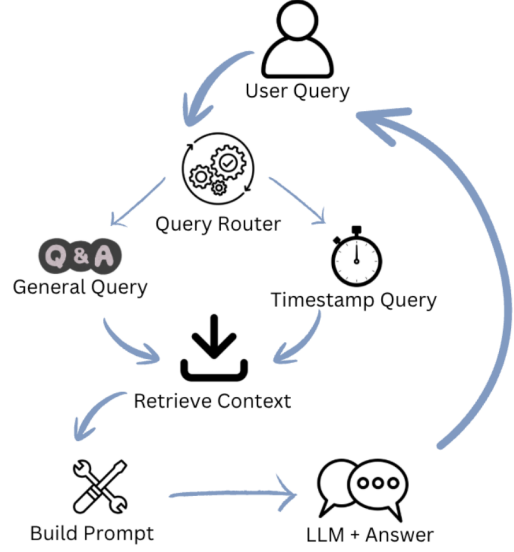 User Query
Query Router
Q & A
General Query
Timestamp Query
Retrieve Context
Build Prompt
LLM + Answer